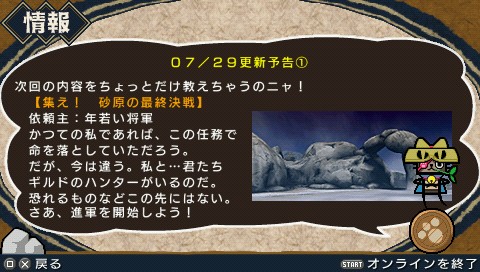 情報
07／29更新予告①
次回の内容をちょっとだけ教えちゃうのニャ！
【集え！　砂原の最終決戦】
依頼主：年若い将軍
かつての私であれば、この任務で
命を落としていただろう。
だが、今は違う。私と…君たち
ギルドのハンターがいるのだ。
恐れるものなどこの先にはない。
さあ、進軍を開始しよう！
□ × 戻る
START オンラインを終了